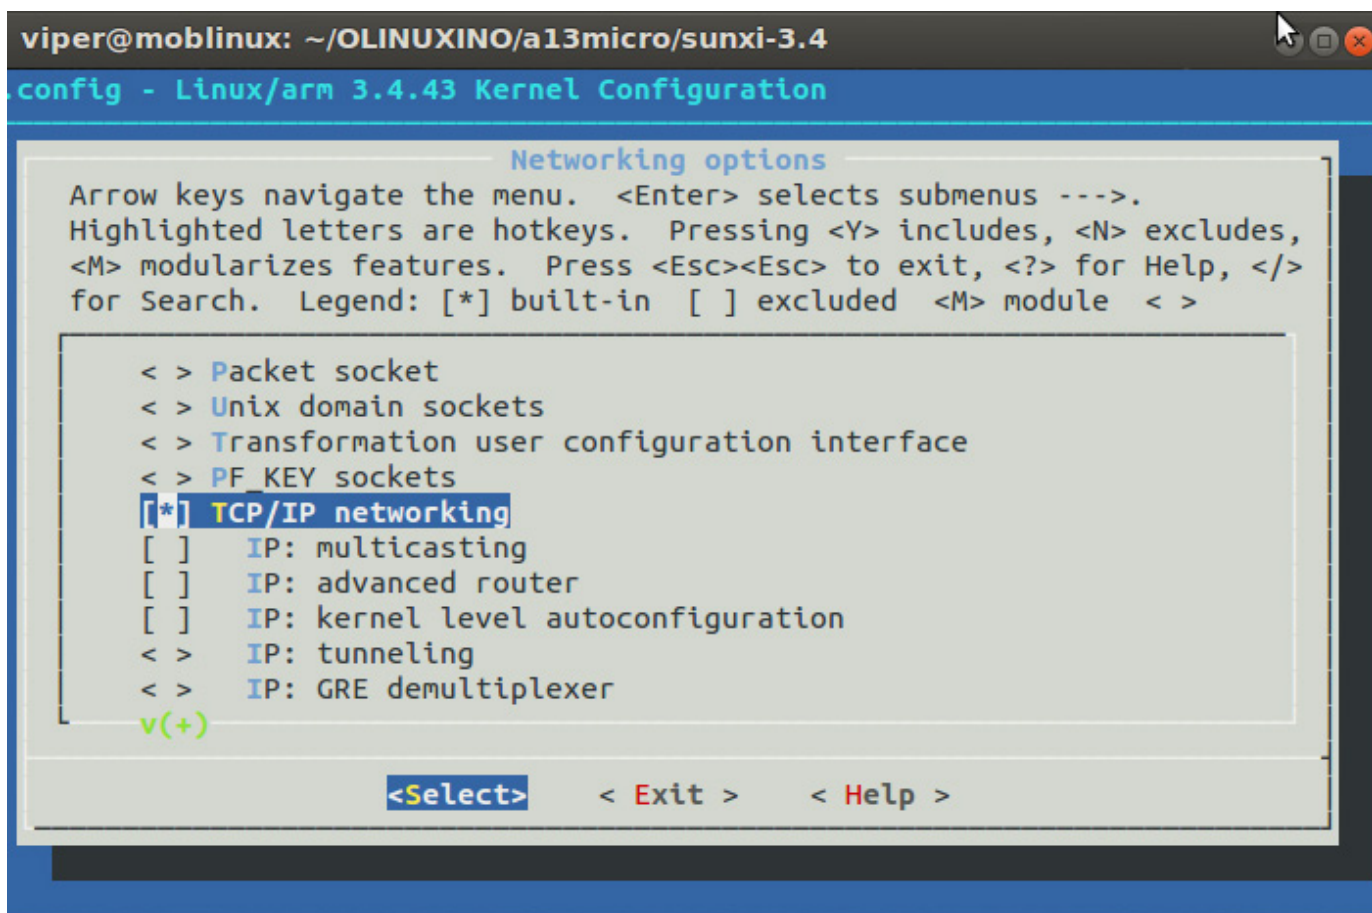 viper@moblinux: ~/OLINUXINO/a13micro/sunxi-3.4
.config - Linux/arm 3.4.43 Kernel Configuration
Networking options
Arrow keys navigate the menu.  <Enter> selects submenus --->.
Highlighted letters are hotkeys.  Pressing <Y> includes, <N> excludes,
<M> modularizes features.  Press <Esc><Esc> to exit, <?> for Help, </>
for Search.  Legend: [*] built-in  [ ] excluded  <M> module  < >
< > Packet socket
< > Unix domain sockets
< > Transformation user configuration interface
< > PF_KEY sockets
[*] TCP/IP networking
[ ]   IP: multicasting
[ ]   IP: advanced router
[ ]   IP: kernel level autoconfiguration
< >   IP: tunneling
< >   IP: GRE demultiplexer
v(+)
<Select>    < Exit >    < Help >